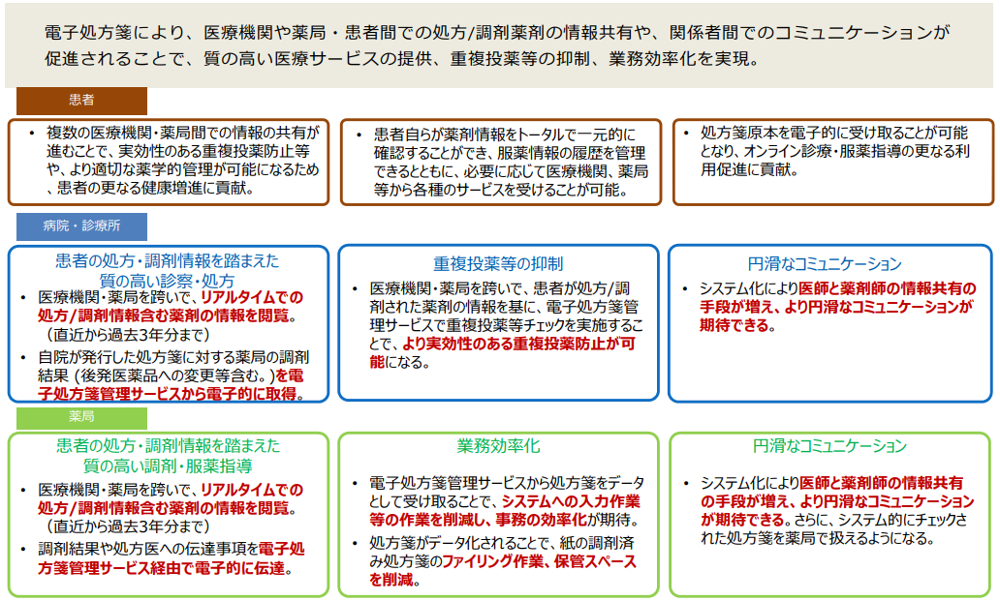 電子処方箋により、医療機関や薬局・患者間での処方/調剤薬剤の情報共有や、関係者間でのコミュニケーションが
促進されることで、質の高い医療サービスの提供、重複投薬等の抑制、業務効率化を実現。
患者
• 複数の医療機関・薬局間での情報の共有が
進むことで、実効性のある重複投薬防止等
や、より適切な薬学的管理が可能になるため
、患者の更なる健康増進に貢献。
• 患者自らが薬剤情報をトータルで一元的に
確認することができ、服薬情報の履歴を管理
できるとともに、必要に応じて医療機関、薬局
等から各種のサービスを受けることが可能。
• 処方箋原本を電子的に受け取ることが可能
となり、オンライン診療・服薬指導の更なる利
用促進に貢献。
病院・診療所
患者の処方・調剤情報を踏まえた
質の高い診察・処方
• 医療機関・薬局を跨いで、リアルタイムでの
処方/調剤情報含む薬剤の情報を閲覧。
（直近から過去3年分まで）
• 自院が発行した処方箋に対する薬局の調剤
結果 (後発医薬品への変更等含む。)を電
子処方箋管理サービスから電子的に取得。
重複投薬等の抑制
• 医療機関・薬局を跨いで、患者が処方/調
剤された薬剤の情報を基に、電子処方箋管
理サービスで重複投薬等チェックを実施するこ
とで、より実効性のある重複投薬防止が可
能になる。
円滑なコミュニケーション
• システム化により医師と薬剤師の情報共有の
手段が増え、より円滑なコミュニケーションが
期待できる。
薬局
患者の処方・調剤情報を踏まえた
質の高い調剤・服薬指導
• 医療機関・薬局を跨いで、リアルタイムでの
処方/調剤情報含む薬剤の情報を閲覧。
（直近から過去3年分まで）
• 調剤結果や処方医への伝達事項を電子処
方箋管理サービス経由で電子的に伝達。
業務効率化
• 電子処方箋管理サービスから処方箋をデータ
として受け取ることで、システムへの入力作業
等の作業を削減し、事務の効率化が期待。
• 処方箋がデータ化されることで、紙の調剤済
み処方箋のファイリング作業、保管スペース
を削減。
円滑なコミュニケーション
• システム化により医師と薬剤師の情報共有
の手段が増え、より円滑なコミュニケーション
が期待できる。さらに、システム的にチェックさ
れた処方箋を薬局で扱えるようになる。